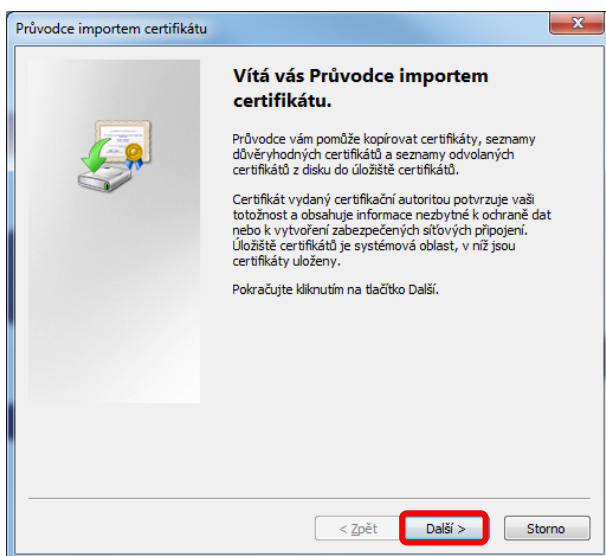 Průvodce importem certifikátu
Vítá vás Průvodce importem
certifikátu.
Průvodce vám pomůže kopírovat certifikáty, seznamy
důvěryhodných certifikátů a seznamy odvolaných
certifikátů z disku do úložiště certifikátů.
Certifikát vydaný certifikační autoritou potvrzuje vaši
totožnost a obsahuje informace nezbytné k ochraně dat
nebo k vytvoření zabezpečených síťových připojení.
Úložiště certifikátů je systémová oblast, v níž jsou
certifikáty uloženy.
Pokračujte kliknutím na tlačítko Další.
< Zpět Další > Storno